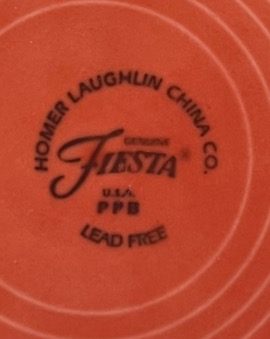 HOMER LAUGHLIN CHINA CO.
GENUINE
FIESTA®
U.S.A.
PPB
LEAD FREE